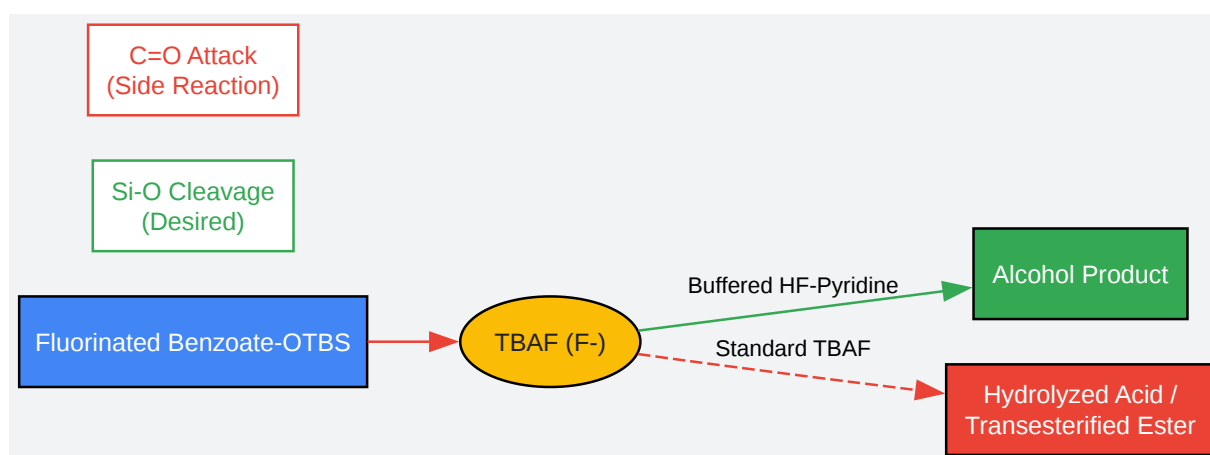 C=O Attack
(Side Reaction)
Si-O Cleavage
(Desired)
Fluorinated Benzoate-OTBS
TBAF (F-)
Buffered HF-Pyridine
Standard TBAF
Alcohol Product
Hydrolyzed Acid /
Transesterified Ester